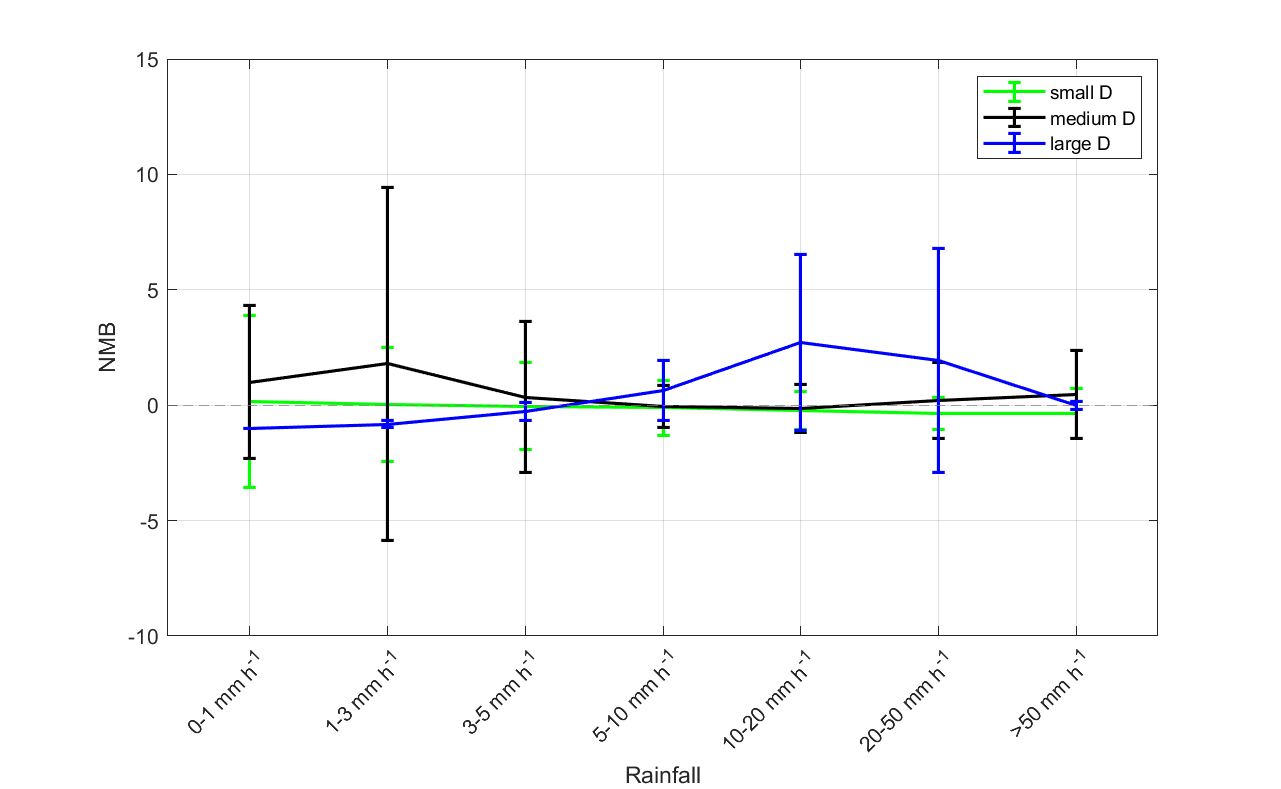 15
10
5
0
-5
-10
NMB
small D
medium D
large D
0-1 mm h⁻¹
1-3 mm h⁻¹
3-5 mm h⁻¹
5-10 mm h⁻¹
10-20 mm h⁻¹
20-50 mm h⁻¹
>50 mm h⁻¹
Rainfall